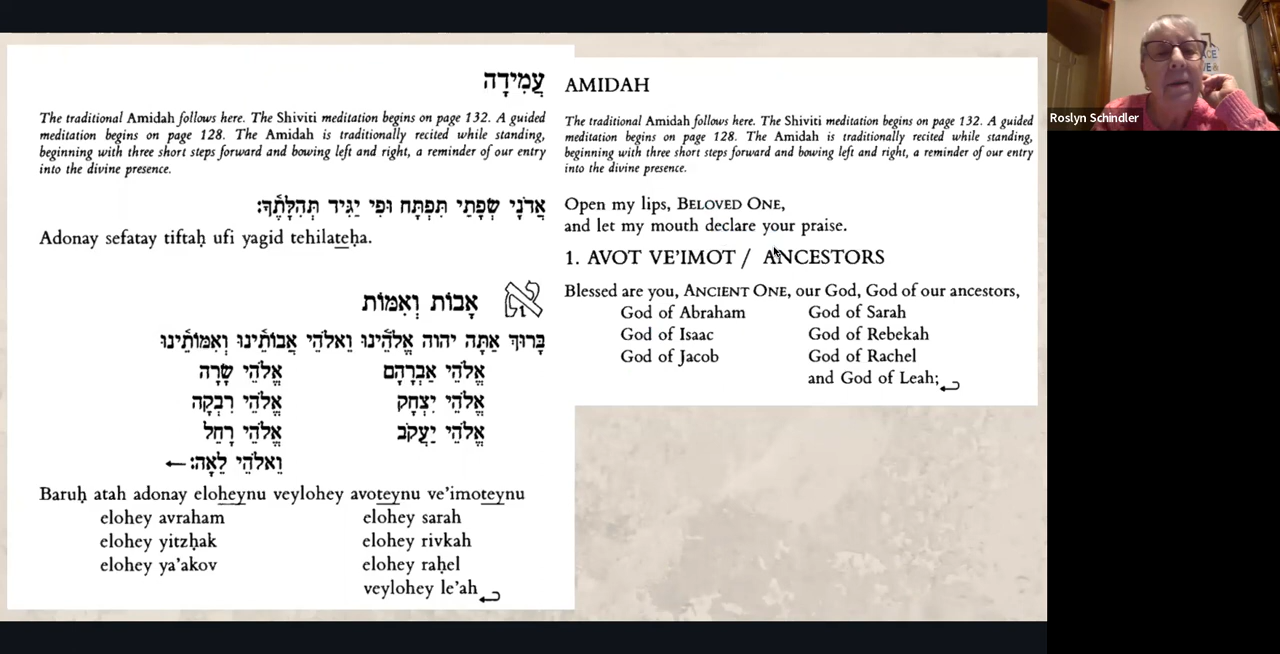 עֲמִידָה
The traditional Amidah follows here. The Shiviti meditation begins on page 132. A guided
meditation begins on page 128. The Amidah is traditionally recited while standing,
beginning with three short steps forward and bowing left and right, a reminder of our entry
into the divine presence.
אֲדֹנָי שְׂפָתַי תִּפְתָּח וּפִי יַגִּיד תְּהִלָּתֶךָ:
Adonay sefatay tiftaḥ ufi yagid tehilateḥa.
אָבוֹת וְאִמּוֹת
בָּרוּךְ אַתָּה יהוה אֱלֹהֵינוּ וֵאלֹהֵי אֲבוֹתֵינוּ וְאִמּוֹתֵינוּ
אֱלֹהֵי אַבְרָהָם אֱלֹהֵי שָׂרָה
אֱלֹהֵי יִצְחָק אֱלֹהֵי רִבְקָה
אֱלֹהֵי יַעֲקֹב אֱלֹהֵי רָחֵל
וֵאלֹהֵי לֵאָה: ←
Baruḥ atah adonay eloheynu veylohey avoteynu ve’imoteynu
elohey avraham elohey sarah
elohey yitzḥak elohey rivkah
elohey ya’akov elohey raḥel
veylohey le’ah
AMIDAH
The traditional Amidah follows here. The Shiviti meditation begins on page 132. A guided
meditation begins on page 128. The Amidah is traditionally recited while standing,
beginning with three short steps forward and bowing left and right, a reminder of our entry
into the divine presence.
Open my lips, BELOVED ONE,
and let my mouth declare your praise.
1. AVOT VE’IMOT / ANCESTORS
Blessed are you, ANCIENT ONE, our God, God of our ancestors,
God of Abraham God of Sarah
God of Isaac God of Rebekah
God of Jacob God of Rachel
and God of Leah;
Roslyn Schindler